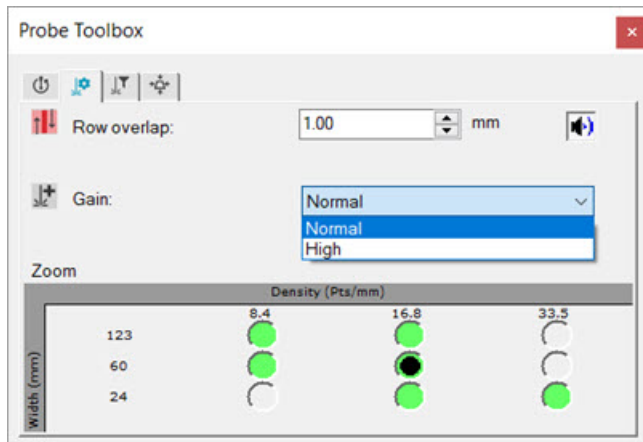 Probe Toolbox
Row overlap: 1.00 mm
Gain: Normal
Normal
High
Zoom
Density (Pts/mm)
8.4 16.8 33.5
123
60
24
Width (mm)